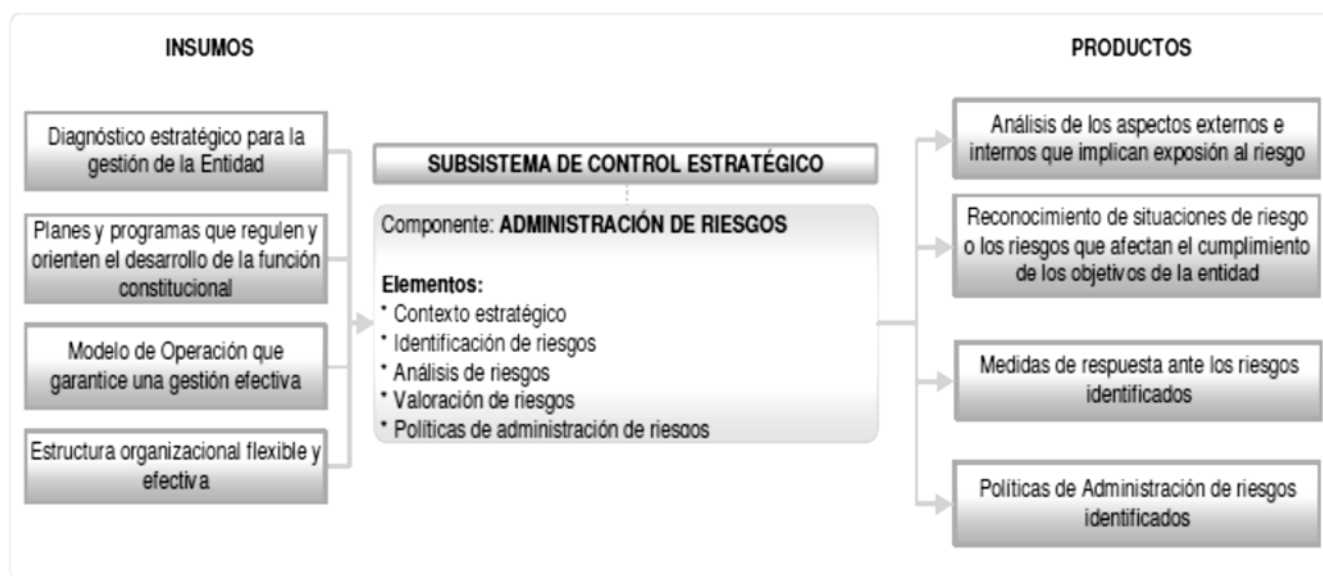 INSUMOS
Diagnóstico estratégico para la
gestión de la Entidad
Planes y programas que regulen y
orienten el desarrollo de la función
constitucional
Modelo de Operación que
garantice una gestión efectiva
Estructura organizacional flexible y
efectiva
SUBSISTEMA DE CONTROL ESTRATÉGICO
Componente: ADMINISTRACIÓN DE RIESGOS
Elementos:
* Contexto estratégico
* Identificación de riesgos
* Análisis de riesgos
* Valoración de riesgos
* Políticas de administración de riesgos
PRODUCTOS
Análisis de los aspectos externos e
internos que implican exposión al riesgo
Reconocimiento de situaciones de riesgo
o los riesgos que afectan el cumplimiento
de los objetivos de la entidad
Medidas de respuesta ante los riesgos
identificados
Políticas de Administración de riesgos
identificados